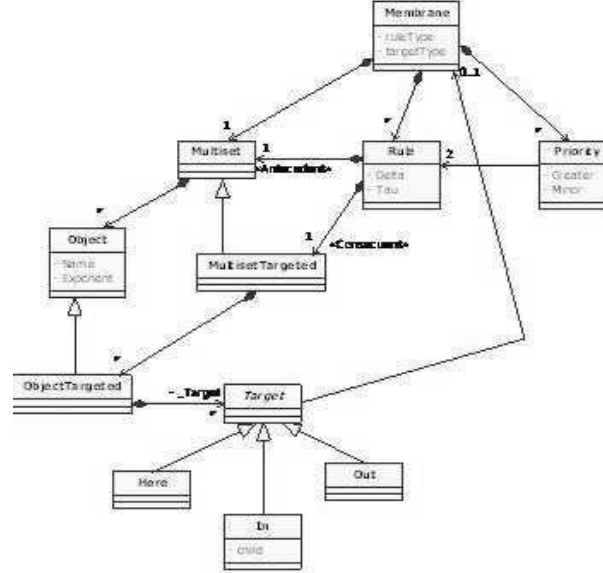 Membrane
- ruleType
- targetType
0..1
1
*
*
Multiset
1
Rule
2
Priority
«Antecedent»
- Delta
- Tau
- Greater
- Minor
*
Object
1
«Consecuent»
- Name
- Exponent
MultisetTargeted
*
ObjectTargeted
- _Target
*
Target
Here
Out
In
- child